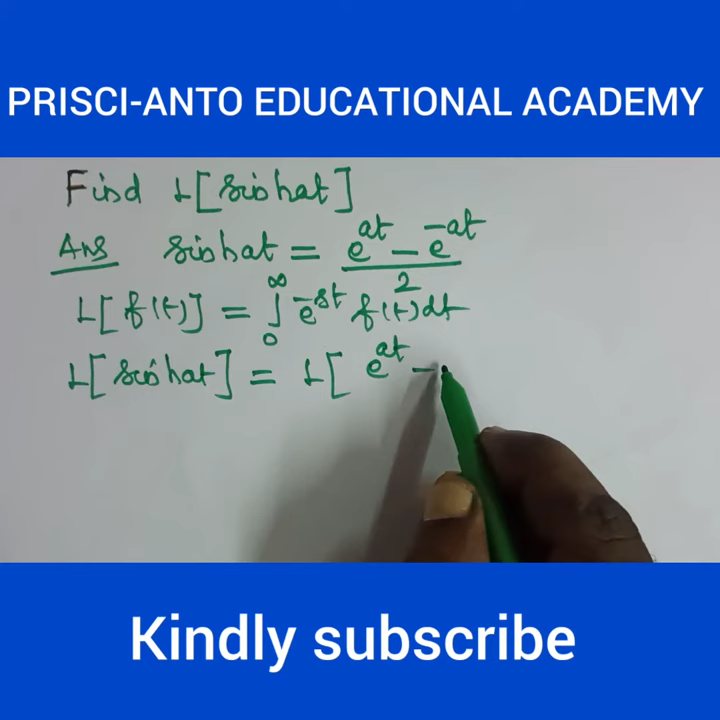 PRISCI-ANTO EDUCATIONAL ACADEMY
Find L[sinhat]
Ans sinhat = e^at - e^-at / 2
L[f(t)] = ∫₀^∞ e^-st f(t)dt
L[sinhat] = L[ e^at -
Kindly subscribe